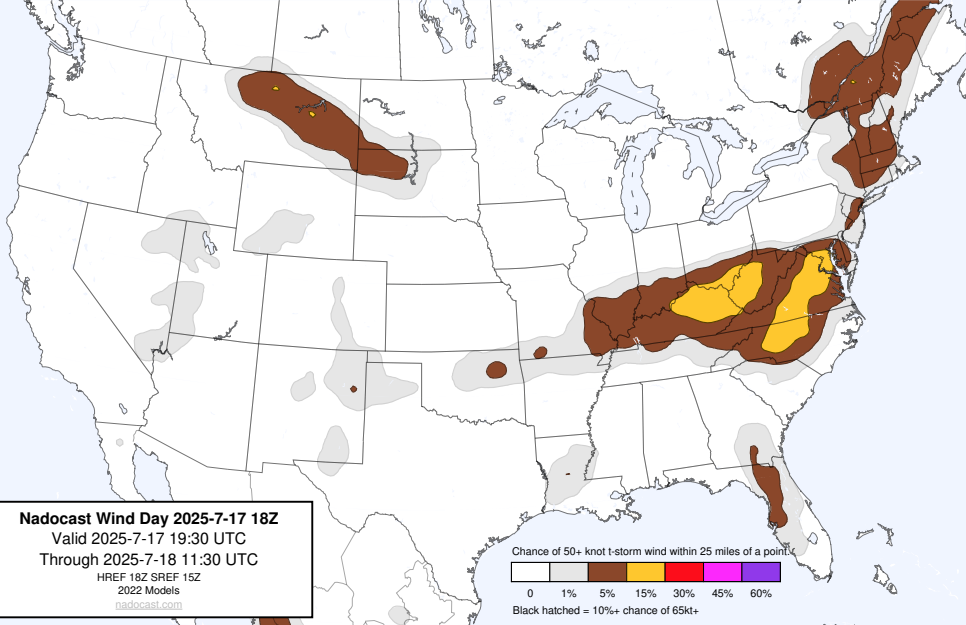 Nadocast Wind Day 2025-7-17 18Z
Valid 2025-7-17 19:30 UTC
Through 2025-7-18 11:30 UTC
HREF 18Z SREF 15Z
2022 Models
nadocast.com
Chance of 50+ knot t-storm wind within 25 miles of a point.
0 1% 5% 15% 30% 45% 60%
Black hatched = 10%+ chance of 65kt+